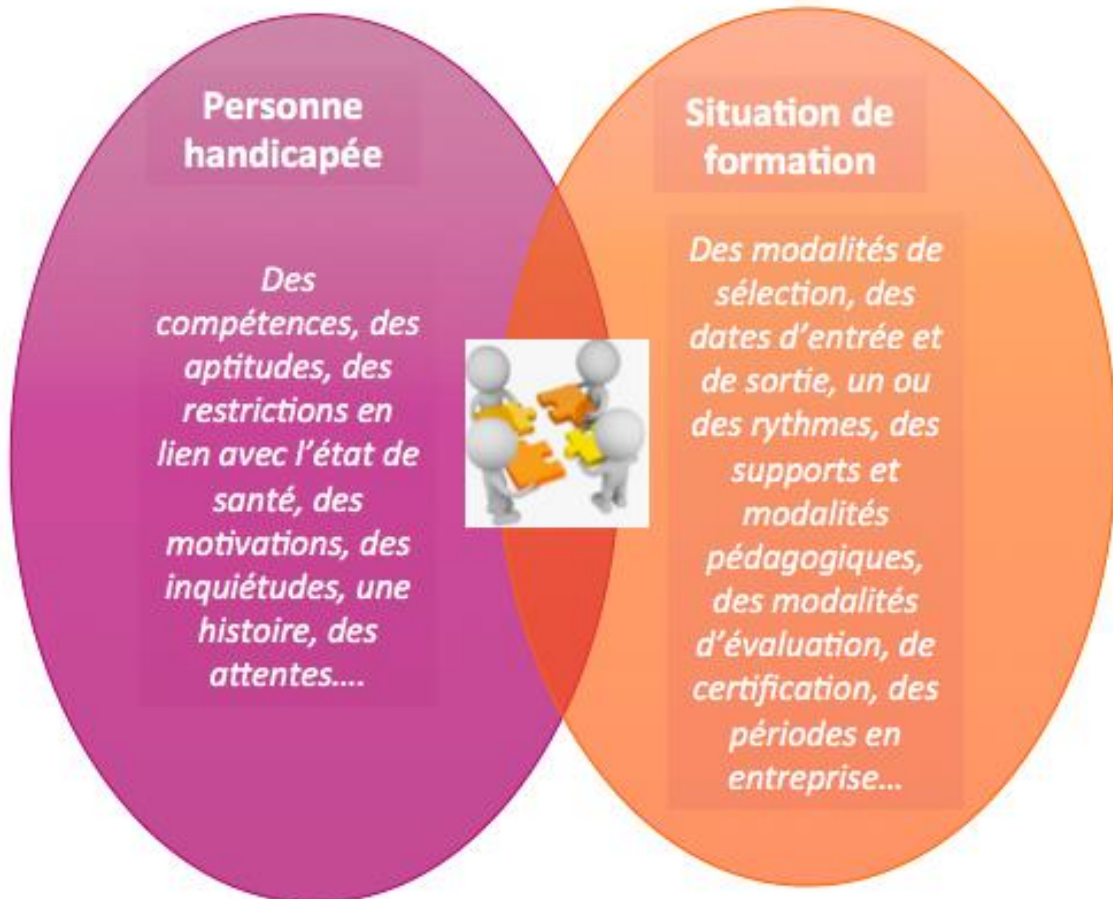 Personne
handicapée
Des
compétences, des
aptitudes, des
restrictions en
lien avec l’état de
santé, des
motivations, des
inquiétudes, une
histoire, des
attentes....
Situation de
formation
Des modalités de
sélection, des
dates d’entrée et
de sortie, un ou
des rythmes, des
supports et
modalités
pédagogiques,
des modalités
d’évaluation, de
certification, des
périodes en
entreprise...